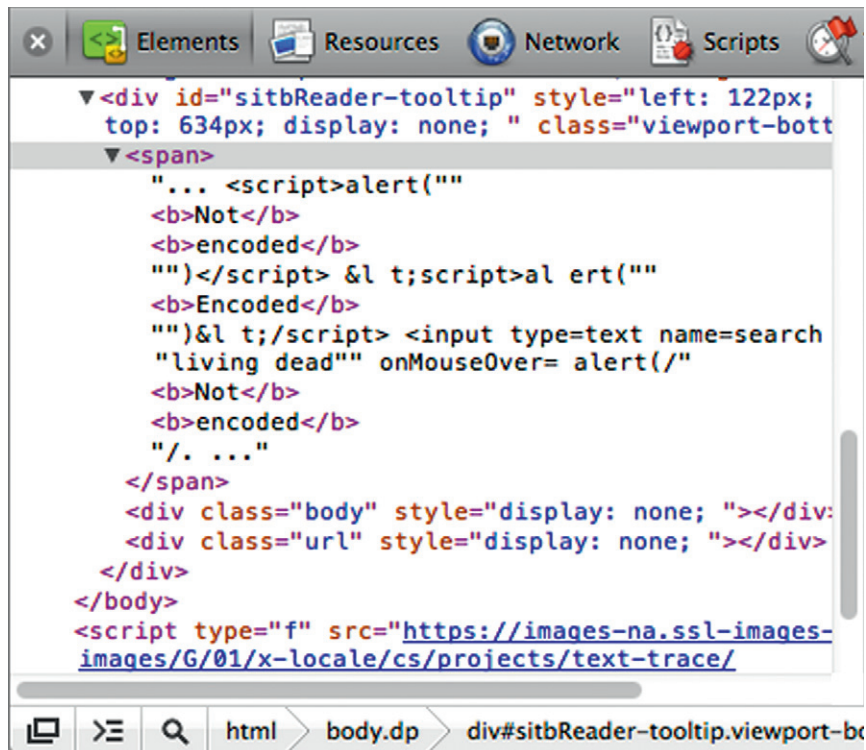 Elements Resources Network Scripts
▼<div id="sitbReader-tooltip" style="left: 122px;
top: 634px; display: none; " class="viewport-bott
▼<span>
"... <script>alert(""
<b>Not</b>
<b>encoded</b>
"")</script> &l t;script>al ert(""
<b>Encoded</b>
"")&l t;/script> <input type=text name=search
"living dead"" onMouseOver= alert(/"
<b>Not</b>
<b>encoded</b>
"/. ..."
</span>
<div class="body" style="display: none; "></div>
<div class="url" style="display: none; "></div>
</div>
</body>
<script type="f" src="https://images-na.ssl-images-
images/G/01/x-locale/cs/projects/text-trace/
html body.dp div#sitbReader-tooltip.viewport-bo